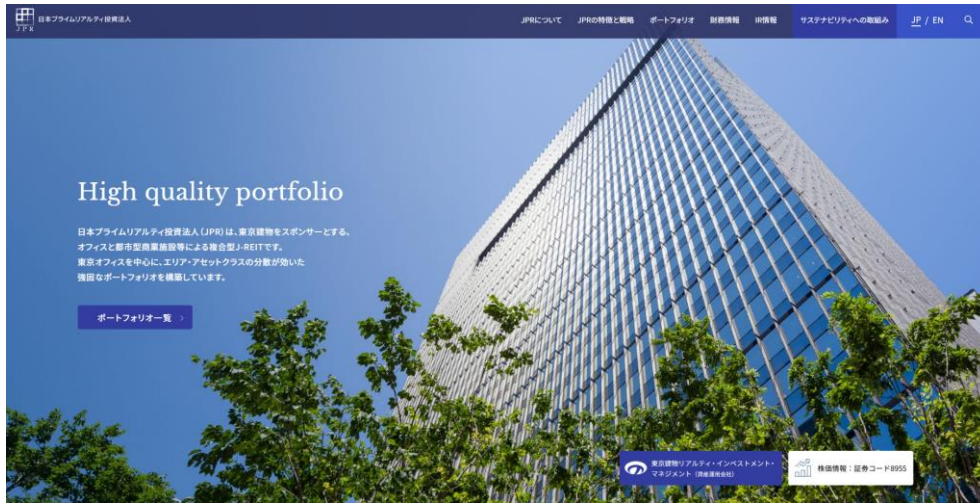 日本プライムリアルティ投資法人
JPR
JPRについて
JPRの特徴と戦略
ポートフォリオ
財務情報
IR情報
サステナビリティへの取組み
JP / EN
High quality portfolio
日本プライムリアルティ投資法人(JPR)は、東京建物をスポンサーとする、
オフィスと都市型商業施設等による複合型J-REITです。
東京オフィスを中心に、エリア・アセットクラスの分散が効いた
強固なポートフォリオを構築しています。
ポートフォリオ一覧
東京建物リアルティ・インベストメント・
マネジメント (資産運用会社)
株価情報：証券コード8955